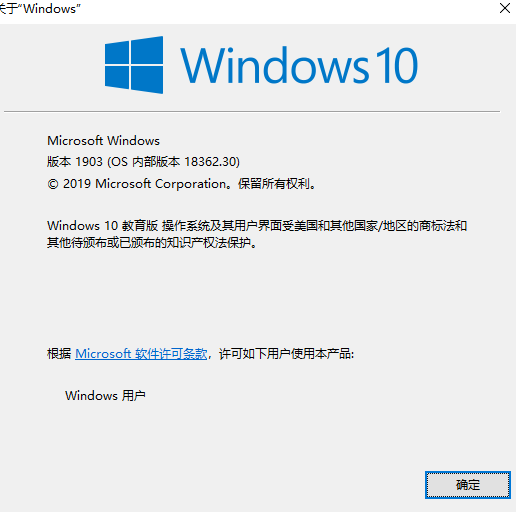 关于“Windows”
Windows 10
Microsoft Windows
版本 1903 (OS 内部版本 18362.30)
© 2019 Microsoft Corporation。保留所有权利。
Windows 10 教育版 操作系统及其用户界面受美国和其他国家/地区的商标法和
其他待颁布或已颁布的知识产权法保护。
根据 Microsoft 软件许可条款，许可如下用户使用本产品:
Windows 用户
确定